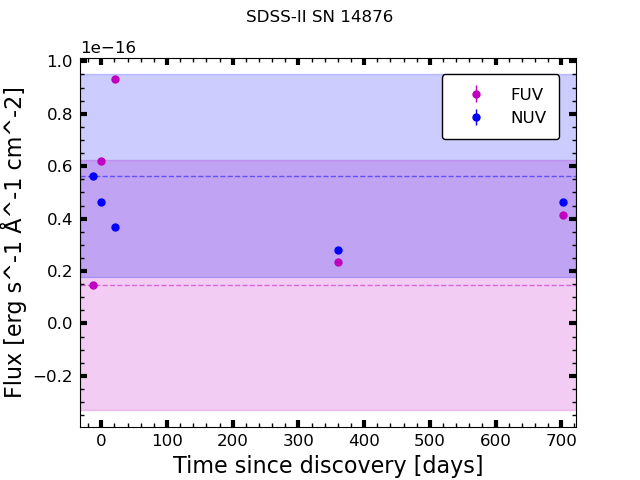 SDSS-II SN 14876
1e−16
1.0
0.8
0.6
0.4
0.2
0.0
−0.2
Flux [erg s^-1 Å^-1 cm^-2]
FUV
NUV
0 100 200 300 400 500 600 700
Time since discovery [days]